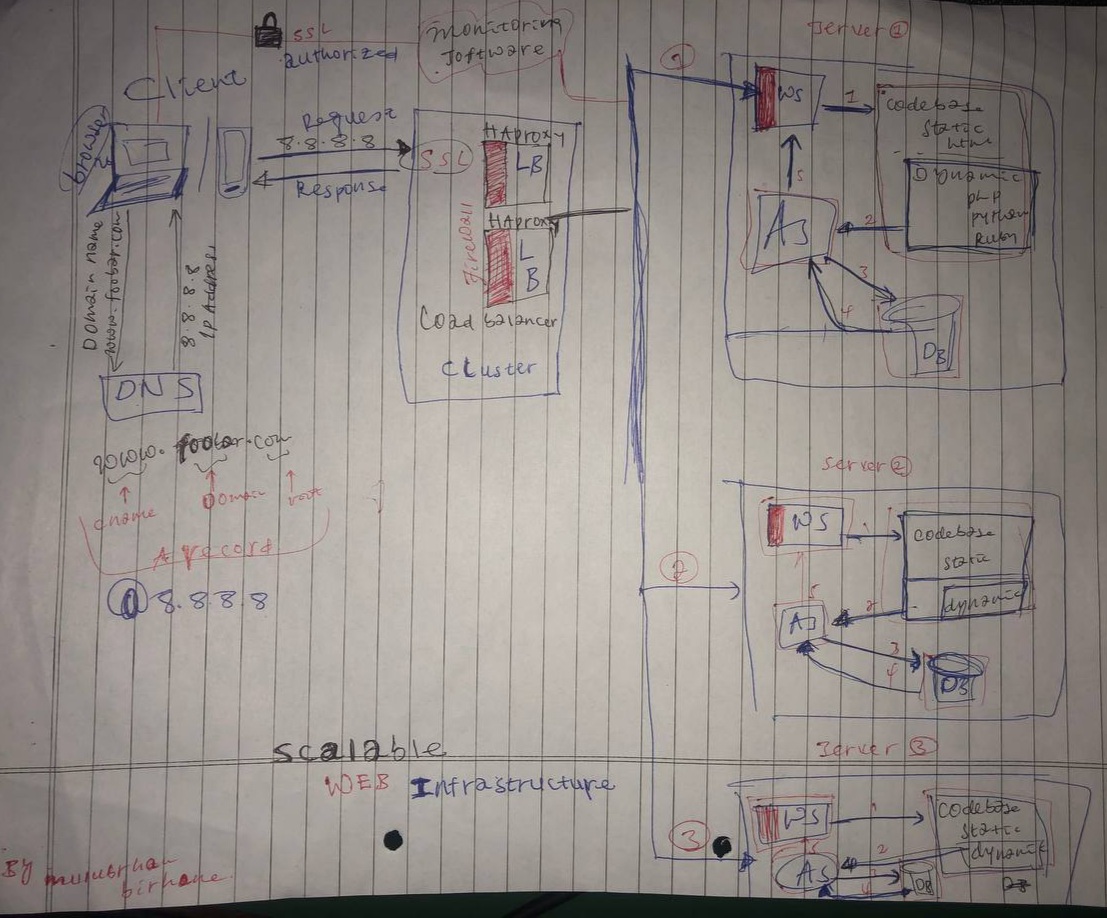 SSL
authorized
monitoring
software
Client
browser
Request
8.8.8.8
Response
SSL
HAproxy
LB
HAproxy
L
B
firewall
Load balancer
Cluster
Domain name
www.foobar.com
8.8.8.8
IP Address
DNS
www.foobar.com
cname
Domain
root
A record
8.8.8.8
Server 1
1
WS
1
codebase
static
html
Dynamic
php
python
Ruby
AS
2
3
4
5
DB
Server 2
2
WS
1
codebase
static
dynamic
AS
2
3
4
5
DB
Server 3
3
WS
1
codebase
static
dynamic
AS
2
DB
scalable
WEB Infrastructure
BY muluerhan
birhane.